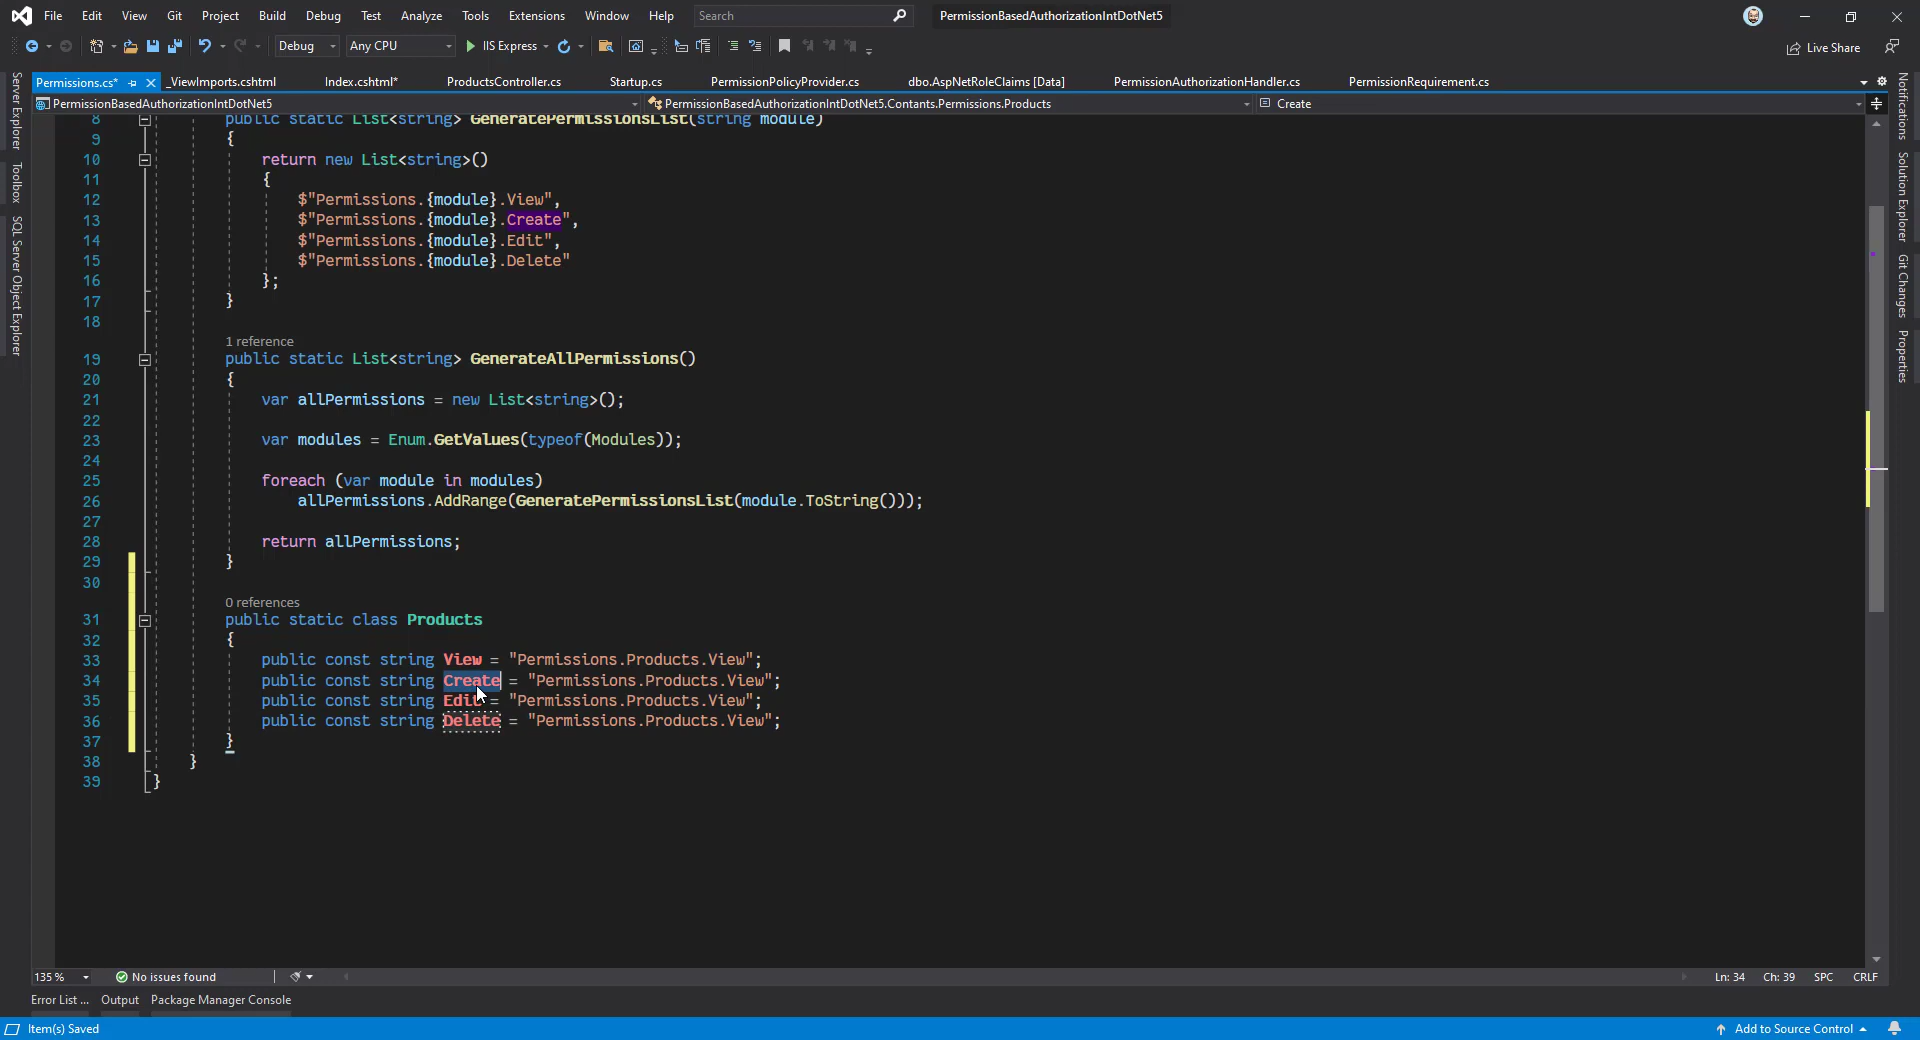 File Edit View Git Project Build Debug Test Analyze Tools Extensions Window Help Search PermissionBasedAuthorizationIntDotNet5
Debug Any CPU IIS Express Live Share
Permissions.cs* _ViewImports.cshtml Index.cshtml* ProductsController.cs Startup.cs PermissionPolicyProvider.cs dbo.AspNetRoleClaims [Data] PermissionAuthorizationHandler.cs PermissionRequirement.cs
PermissionBasedAuthorizationIntDotNet5 PermissionBasedAuthorizationIntDotNet5.Contants.Permissions.Products Create
Server Explorer
Toolbox
SQL Server Object Explorer
8 public static List<string> GeneratePermissionsList(string module)
9 {
10 return new List<string>()
11 {
12 $"Permissions.{module}.View",
13 $"Permissions.{module}.Create",
14 $"Permissions.{module}.Edit",
15 $"Permissions.{module}.Delete"
16 };
17 }
18
1 reference
19 public static List<string> GenerateAllPermissions()
20 {
21 var allPermissions = new List<string>();
22
23 var modules = Enum.GetValues(typeof(Modules));
24
25 foreach (var module in modules)
26 allPermissions.AddRange(GeneratePermissionsList(module.ToString()));
27
28 return allPermissions;
29 }
30
0 references
31 public static class Products
32 {
33 public const string View = "Permissions.Products.View";
34 public const string Create = "Permissions.Products.View";
35 public const string Edit = "Permissions.Products.View";
36 public const string Delete = "Permissions.Products.View";
37 }
38 }
39 }
Notifications
Solution Explorer
Git Changes
Properties
135 % No issues found Ln: 34 Ch: 39 SPC CRLF
Error List ... Output Package Manager Console
Item(s) Saved Add to Source Control